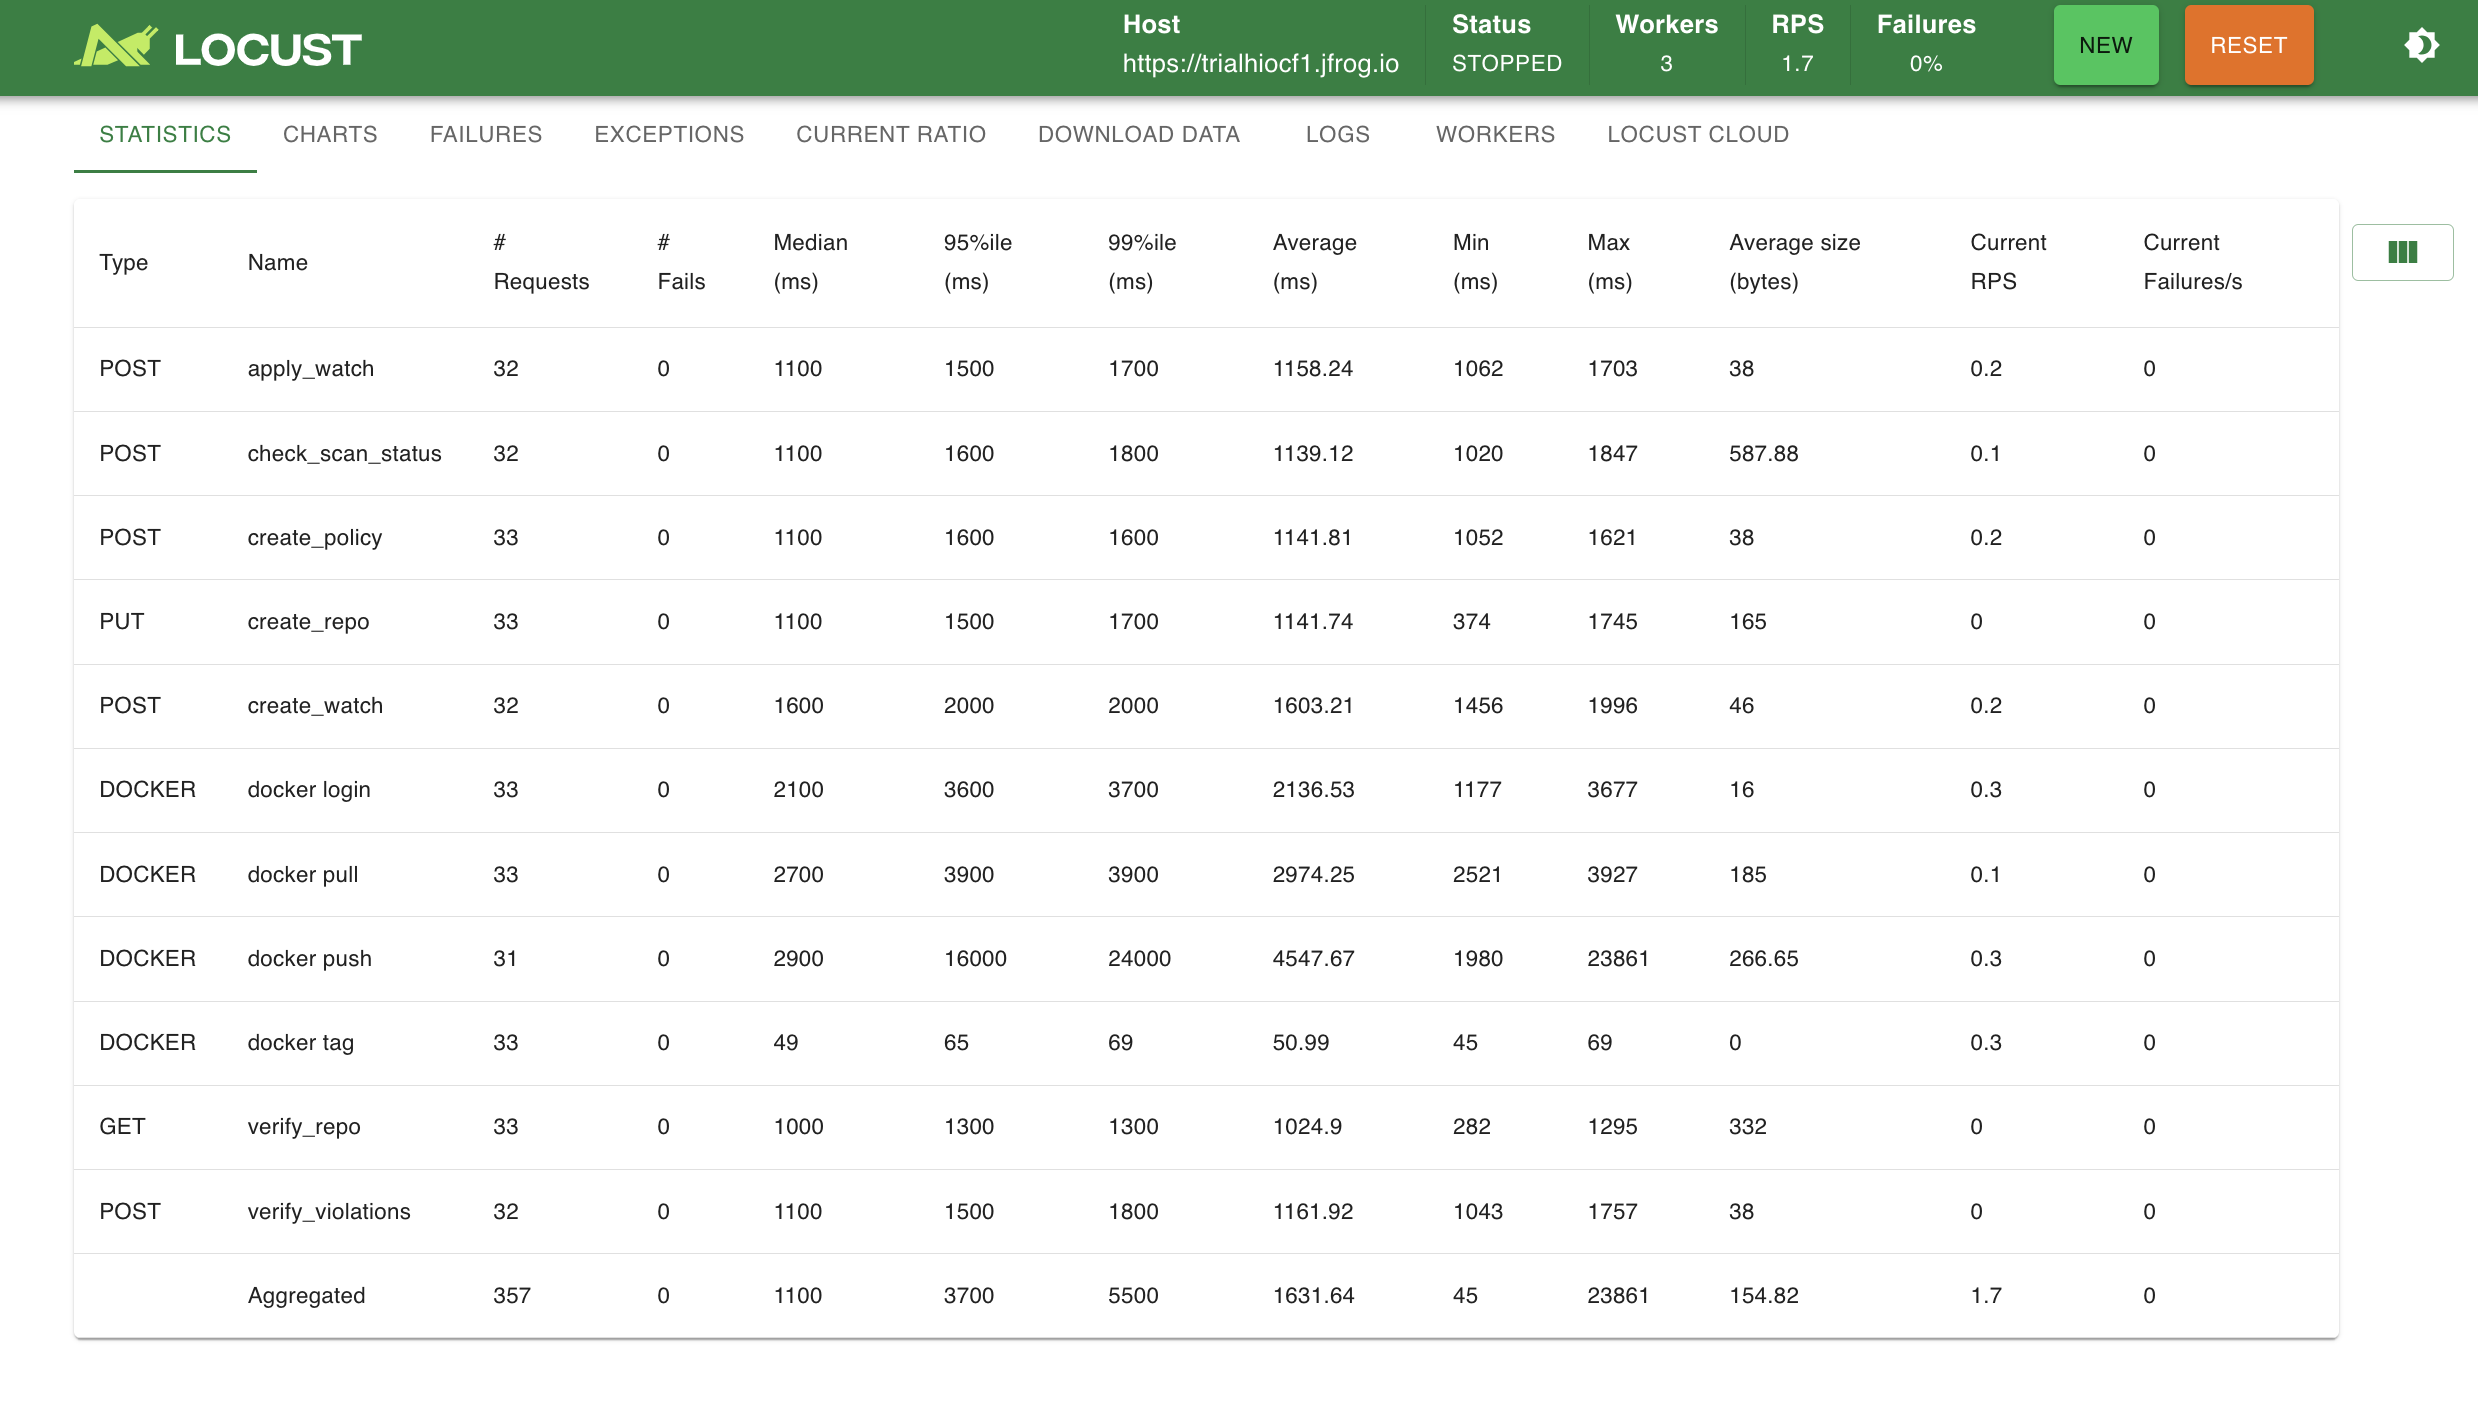 LOCUST
Host Status Workers RPS Failures
https://trialhiocf1.jfrog.io STOPPED 3 1.7 0%
NEW RESET
STATISTICS CHARTS FAILURES EXCEPTIONS CURRENT RATIO DOWNLOAD DATA LOGS WORKERS LOCUST CLOUD
Type Name # Requests # Fails Median (ms) 95%ile (ms) 99%ile (ms) Average (ms) Min (ms) Max (ms) Average size (bytes) Current RPS Current Failures/s
POST apply_watch 32 0 1100 1500 1700 1158.24 1062 1703 38 0.2 0
POST check_scan_status 32 0 1100 1600 1800 1139.12 1020 1847 587.88 0.1 0
POST create_policy 33 0 1100 1600 1600 1141.81 1052 1621 38 0.2 0
PUT create_repo 33 0 1100 1500 1700 1141.74 374 1745 165 0 0
POST create_watch 32 0 1600 2000 2000 1603.21 1456 1996 46 0.2 0
DOCKER docker login 33 0 2100 3600 3700 2136.53 1177 3677 16 0.3 0
DOCKER docker pull 33 0 2700 3900 3900 2974.25 2521 3927 185 0.1 0
DOCKER docker push 31 0 2900 16000 24000 4547.67 1980 23861 266.65 0.3 0
DOCKER docker tag 33 0 49 65 69 50.99 45 69 0 0.3 0
GET verify_repo 33 0 1000 1300 1300 1024.9 282 1295 332 0 0
POST verify_violations 32 0 1100 1500 1800 1161.92 1043 1757 38 0 0
Aggregated 357 0 1100 3700 5500 1631.64 45 23861 154.82 1.7 0